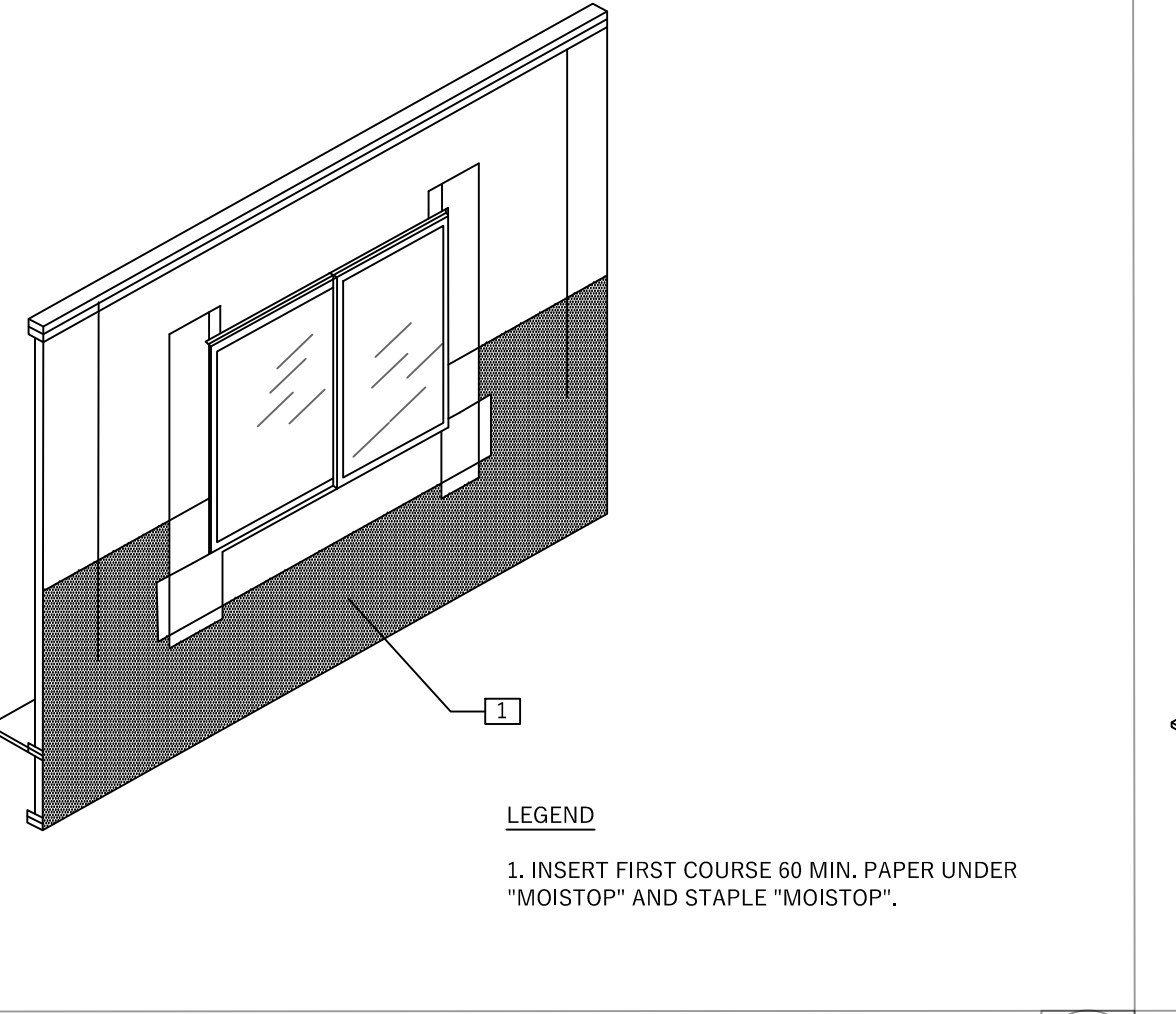 1
LEGEND
1. INSERT FIRST COURSE 60 MIN. PAPER UNDER
"MOISTOP" AND STAPLE "MOISTOP".